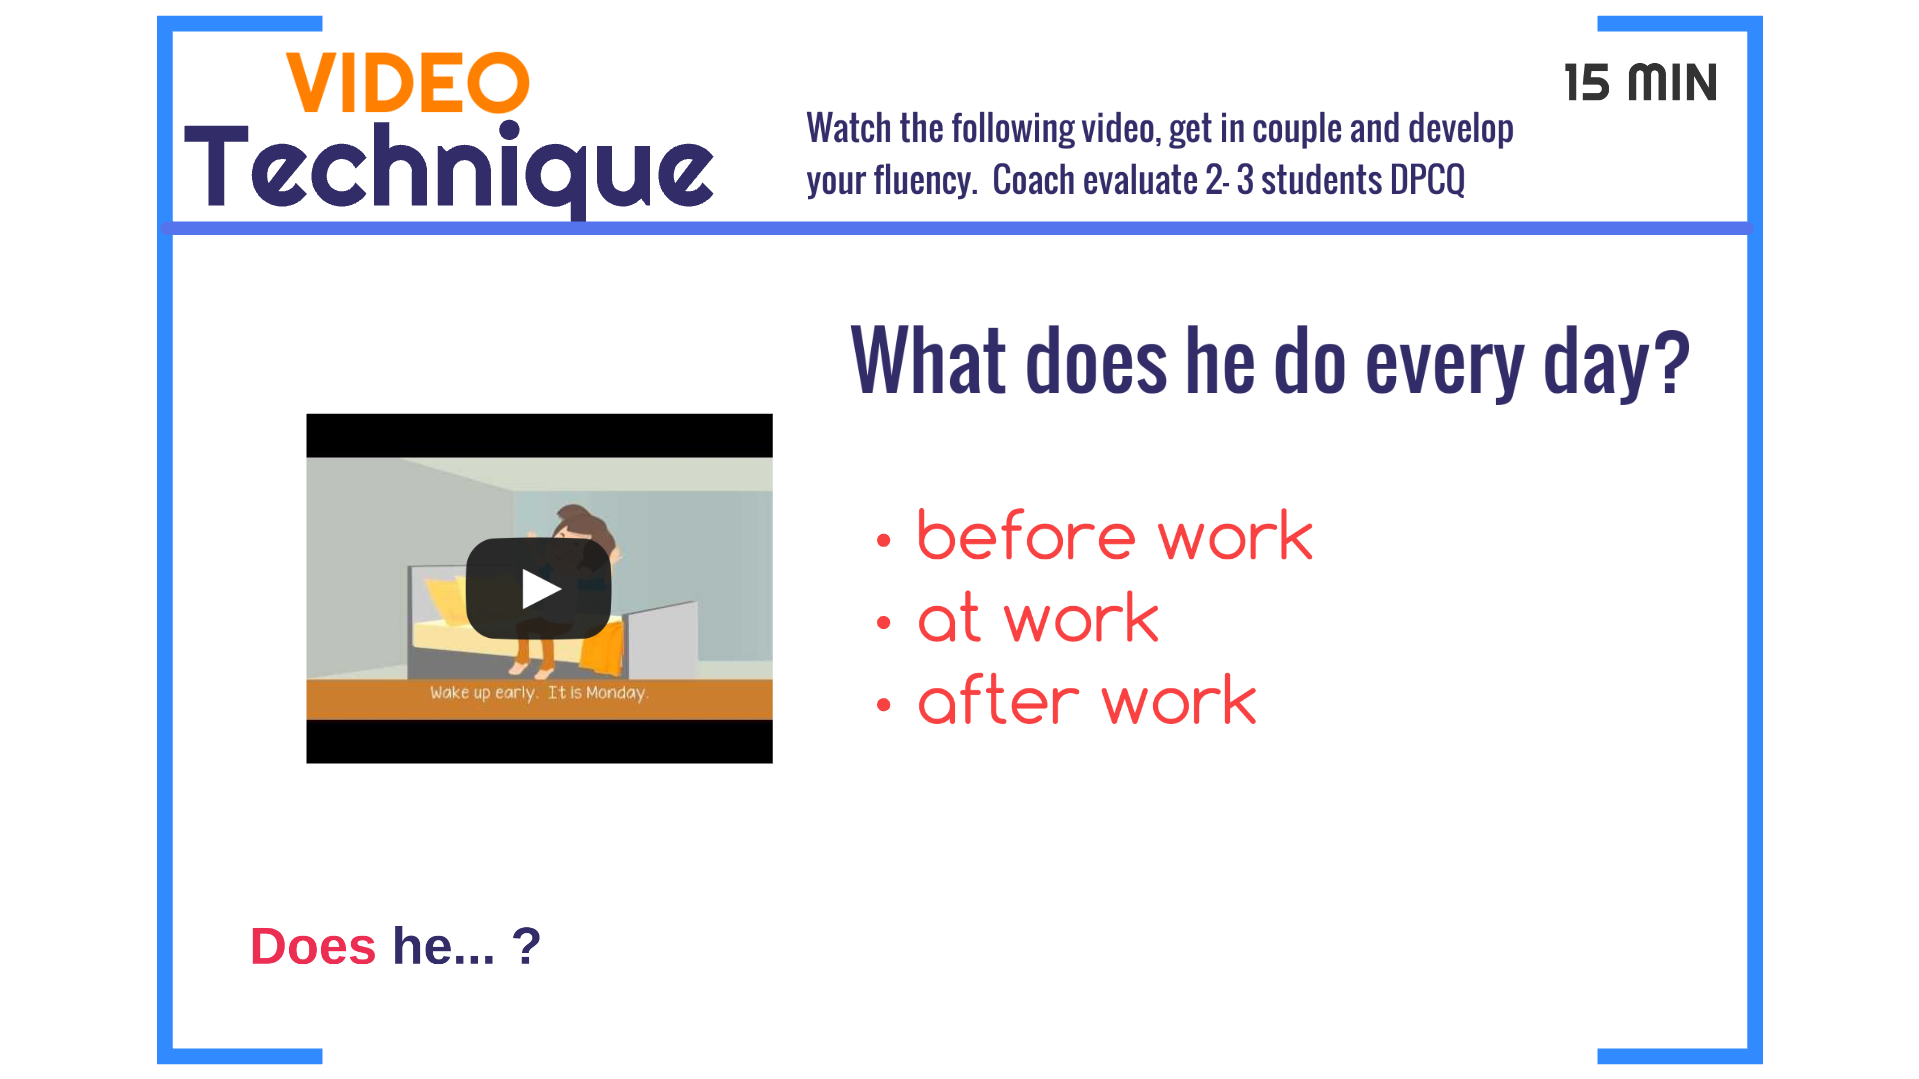 VIDEO
Technique
15 MIN
Watch the following video, get in couple and develop
your fluency.  Coach evaluate 2- 3 students DPCQ
What does he do every day?
• before work
• at work
• after work
Wake up early.  It is Monday.
Does he... ?